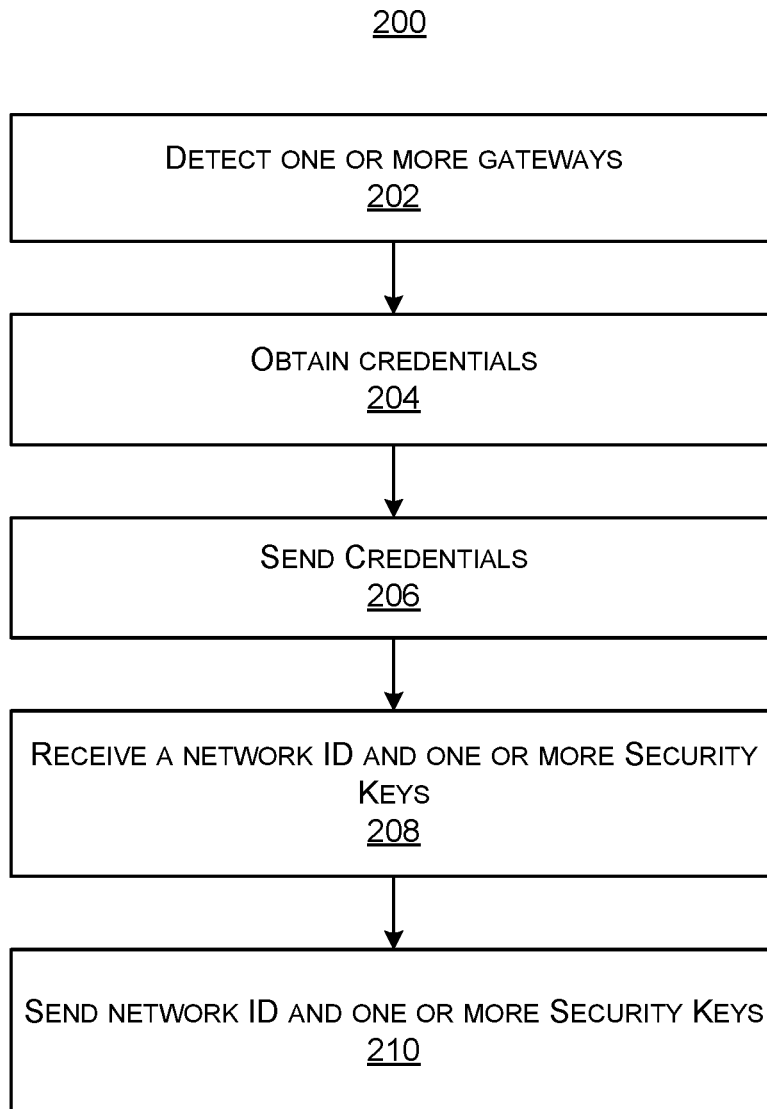 200
DETECT ONE OR MORE GATEWAYS
202
OBTAIN CREDENTIALS
204
SEND CREDENTIALS
206
RECEIVE A NETWORK ID AND ONE OR MORE SECURITY
KEYS
208
SEND NETWORK ID AND ONE OR MORE SECURITY KEYS
210